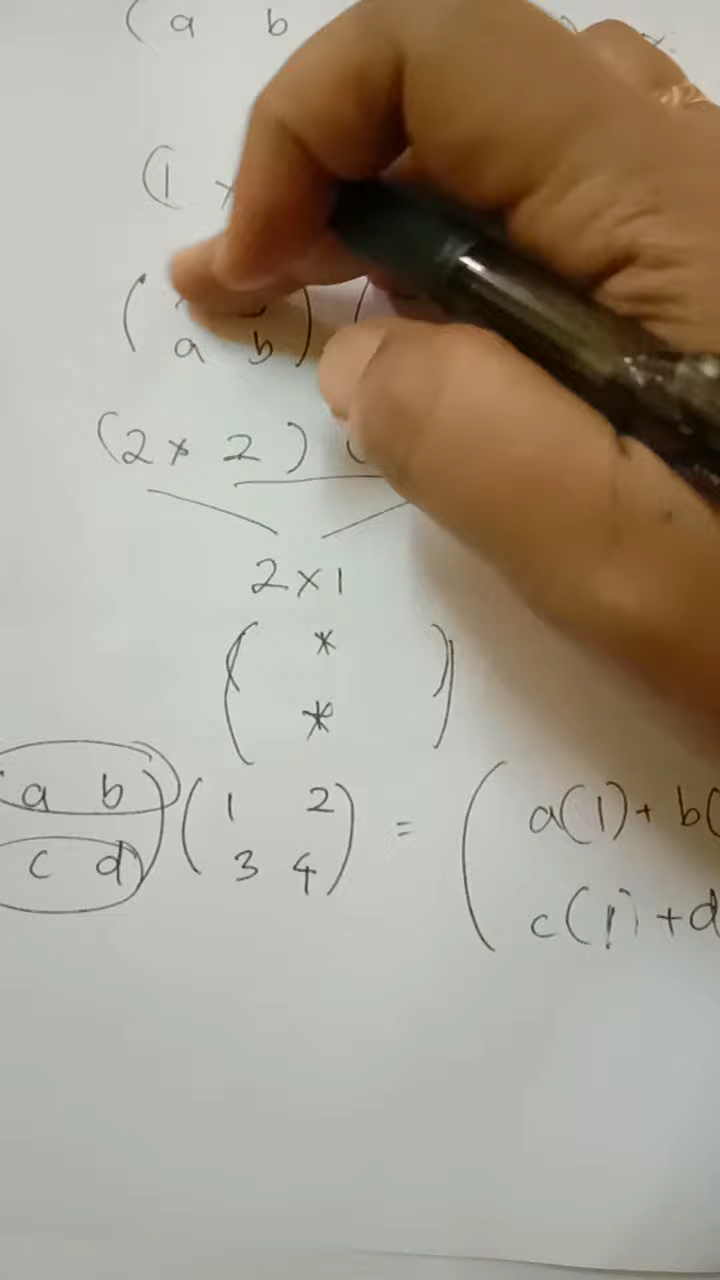 ( a b
(1 ×
(
a b ) (
(2 × 2 ) (
2×1
( * )
*
a b ) ( 1 2 ) = ( a(1)+ b(
c d 3 4 c(1)+d